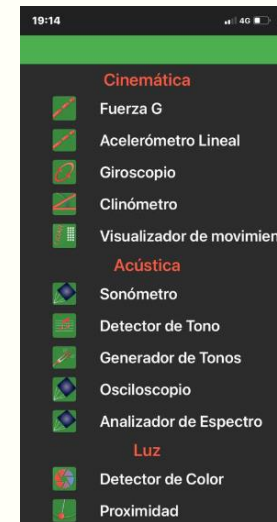 19:14
4G
Cinemática
Fuerza G
Acelerómetro Lineal
Giroscopio
Clinómetro
Visualizador de movimien
Acústica
Sonómetro
Detector de Tono
Generador de Tonos
Osciloscopio
Analizador de Espectro
Luz
Detector de Color
Proximidad